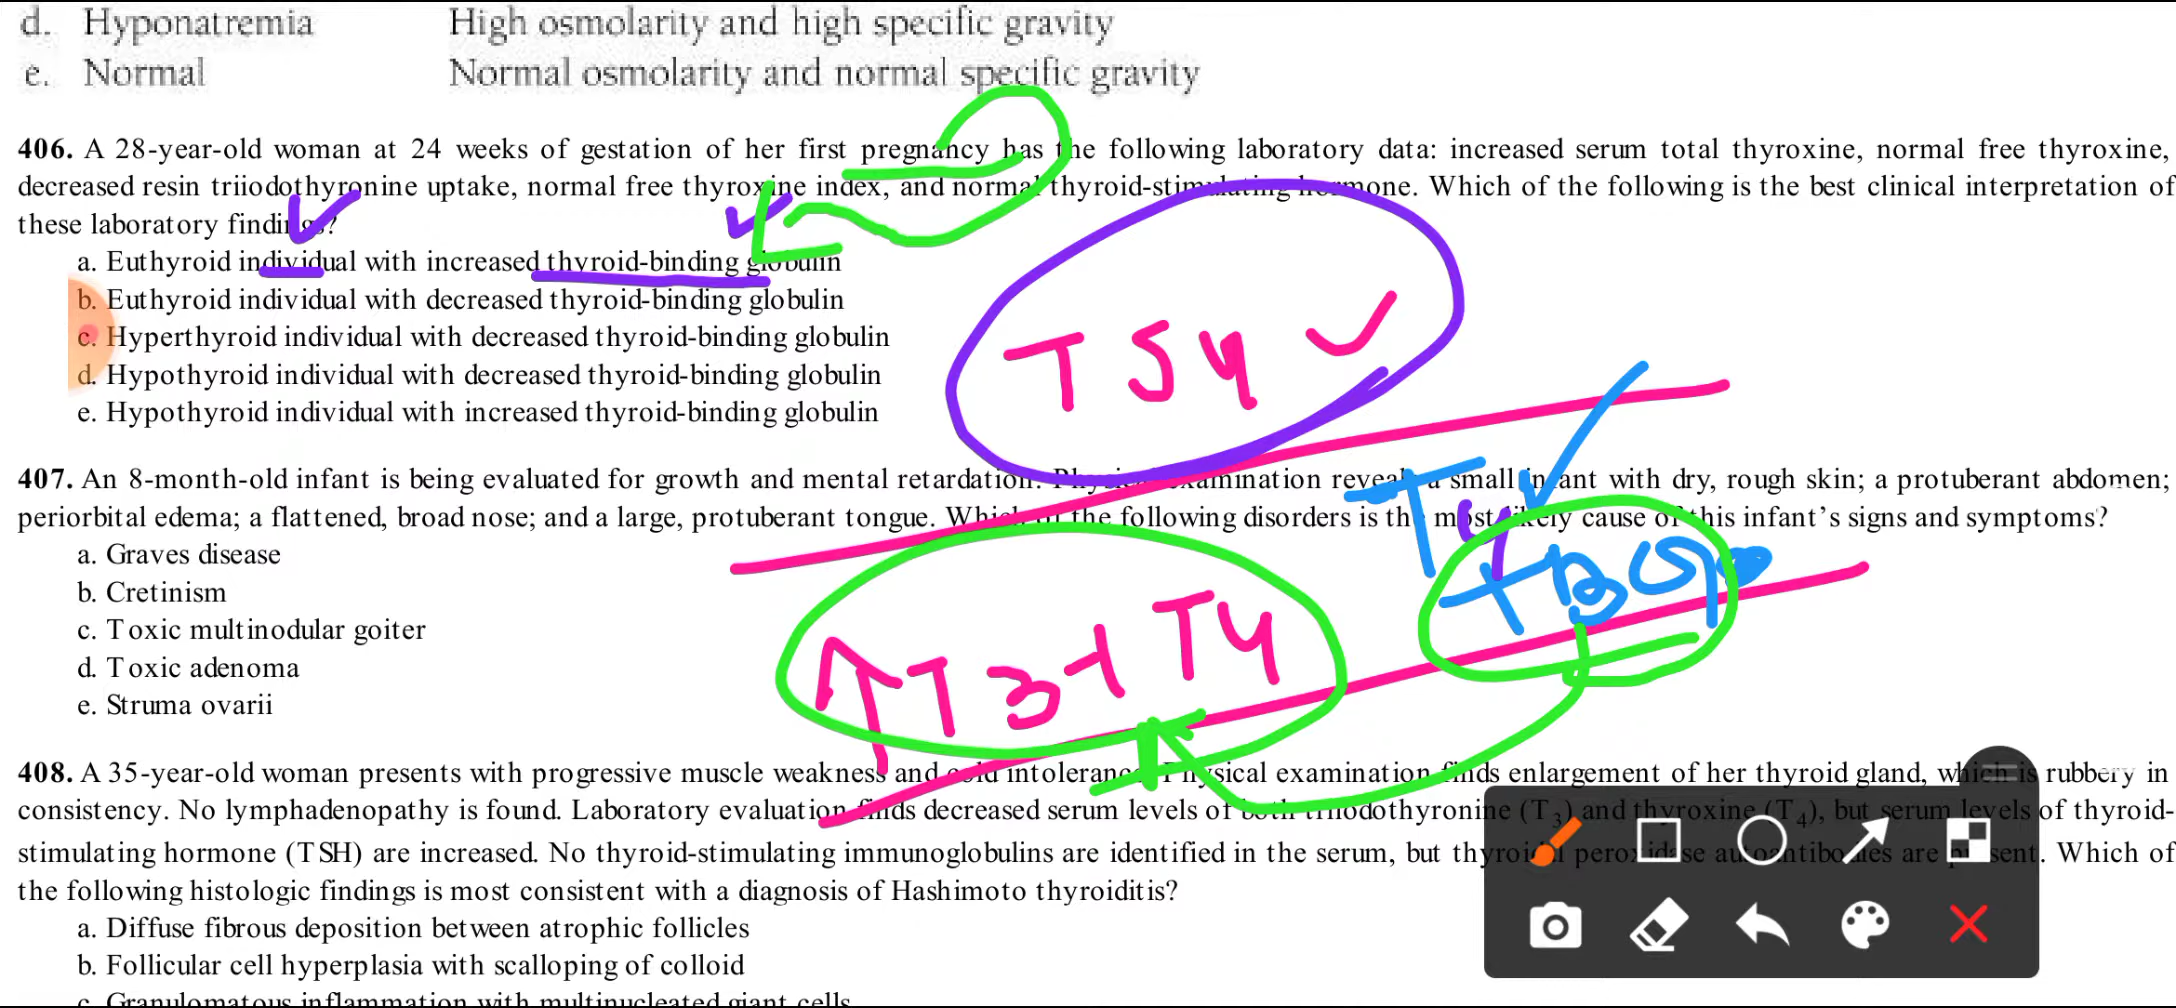 d. Hyponatremia High osmolarity and high specific gravity
e. Normal Normal osmolarity and normal specific gravity
406. A 28-year-old woman at 24 weeks of gestation of her first pregnancy has the following laboratory data: increased serum total thyroxine, normal free thyroxine,
decreased resin triiodothyronine uptake, normal free thyroxine index, and normal thyroid-stimulating hormone. Which of the following is the best clinical interpretation of
these laboratory findings?
a. Euthyroid individual with increased thyroid-binding globulin
b. Euthyroid individual with decreased thyroid-binding globulin
c. Hyperthyroid individual with decreased thyroid-binding globulin
d. Hypothyroid individual with decreased thyroid-binding globulin
e. Hypothyroid individual with increased thyroid-binding globulin
TSH
407. An 8-month-old infant is being evaluated for growth and mental retardation. Physical examination reveals a small infant with dry, rough skin; a protuberant abdomen;
periorbital edema; a flattened, broad nose; and a large, protuberant tongue. Which of the following disorders is the most likely cause of this infant’s signs and symptoms?
T4
a. Graves disease
b. Cretinism
c. Toxic multinodular goiter
d. Toxic adenoma
e. Struma ovarii
↑T3+T4
408. A 35-year-old woman presents with progressive muscle weakness and cold intolerance. Physical examination finds enlargement of her thyroid gland, which is rubbery in
consistency. No lymphadenopathy is found. Laboratory evaluation finds decreased serum levels of both triiodothyronine (T3) and thyroxine (T4), but serum levels of thyroid-
stimulating hormone (TSH) are increased. No thyroid-stimulating immunoglobulins are identified in the serum, but thyroidal peroxidase autoantibodies are present. Which of
the following histologic findings is most consistent with a diagnosis of Hashimoto thyroiditis?
a. Diffuse fibrous deposition between atrophic follicles
b. Follicular cell hyperplasia with scalloping of colloid
c. Granulomatous inflammation with multinucleated giant cells